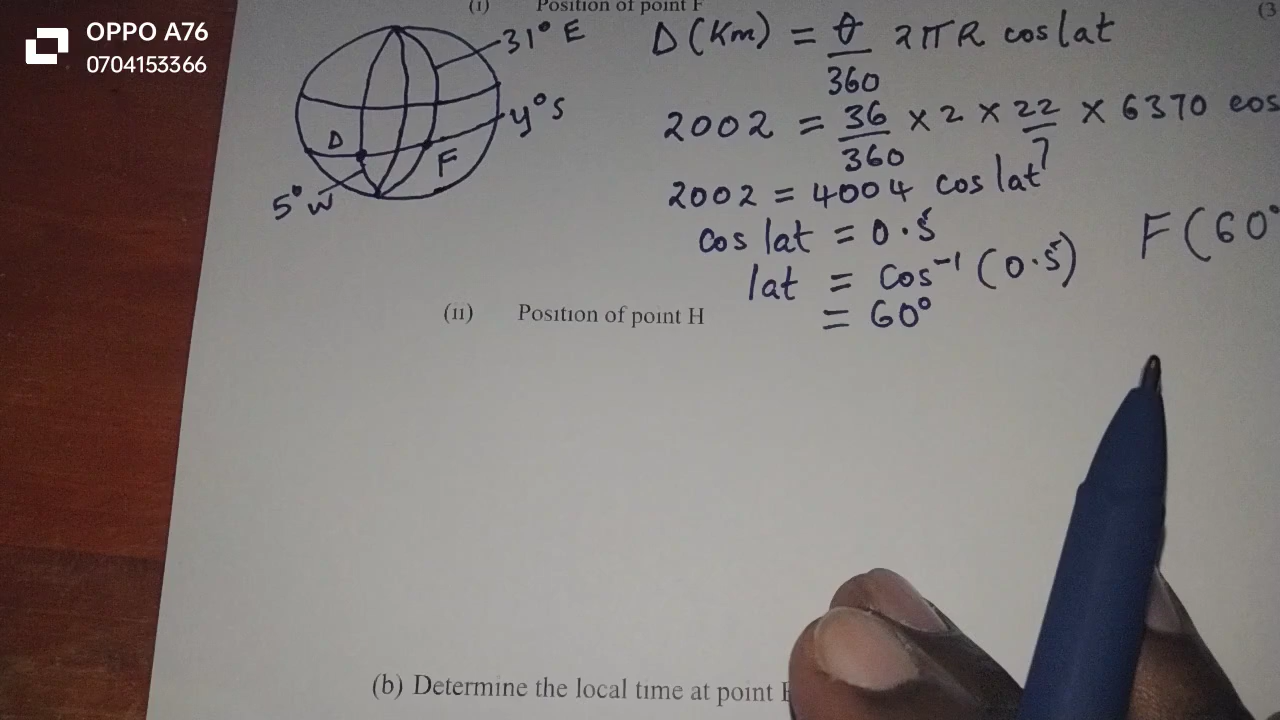 OPPO A76
0704153366
(i) Position of point F
(3
31° E
y°s
D
F
5°W
D(Km) = θ/360 2πR cos lat
2002 = 36/360 × 2 × 22/7 × 6370 cos
2002 = 4004 cos lat
cos lat = 0.5
lat = cos⁻¹ (0.5)
= 60°
F(60°
(ii) Position of point H
(b) Determine the local time at point